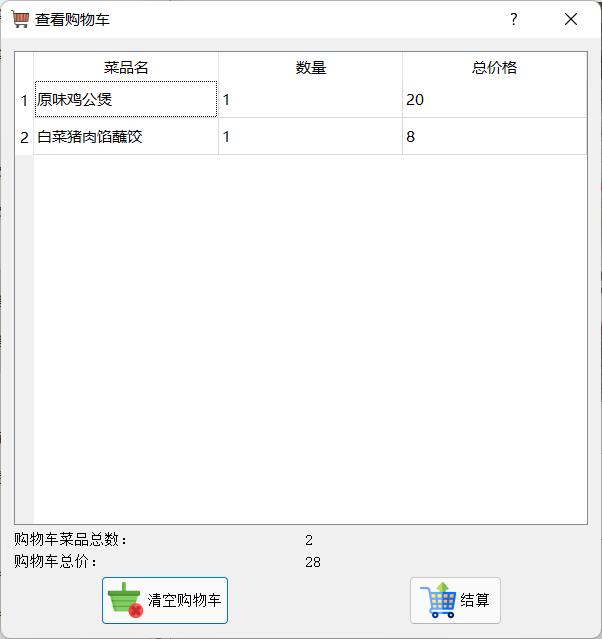 查看购物车 ?
菜品名 数量 总价格
1 原味鸡公煲 1 20
2 白菜猪肉馅蘸饺 1 8
购物车菜品总数： 2
购物车总价： 28
清空购物车 结算